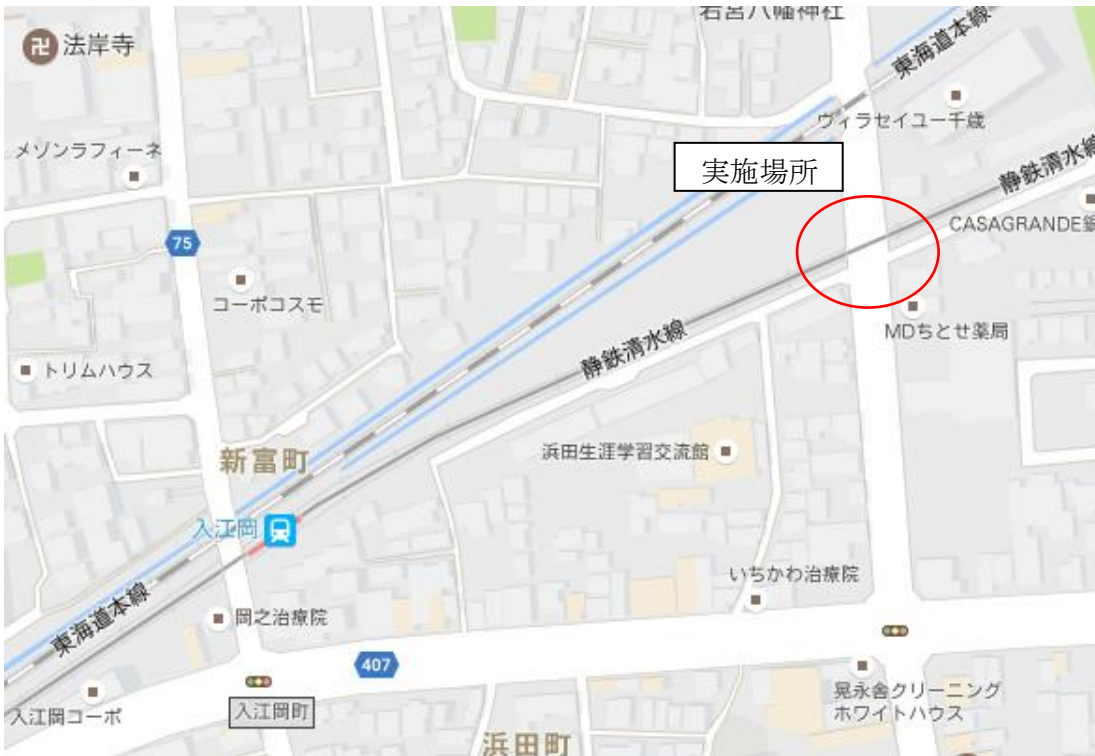 若宮八幡神社
法岸寺
東海道本線
ウィラセイユー千歳
メゾンラフィーネ
実施場所
静鉄清水線
CASAGRANDE
75
コーポコスモ
MDちとせ薬局
静鉄清水線
トリムハウス
浜田生涯学習交流館
新富町
入江岡
いちかわ治療院
東海道本線
岡之治療院
407
晃永舎クリーニング
ホワイトハウス
入江岡コーポ
入江岡町
浜田町